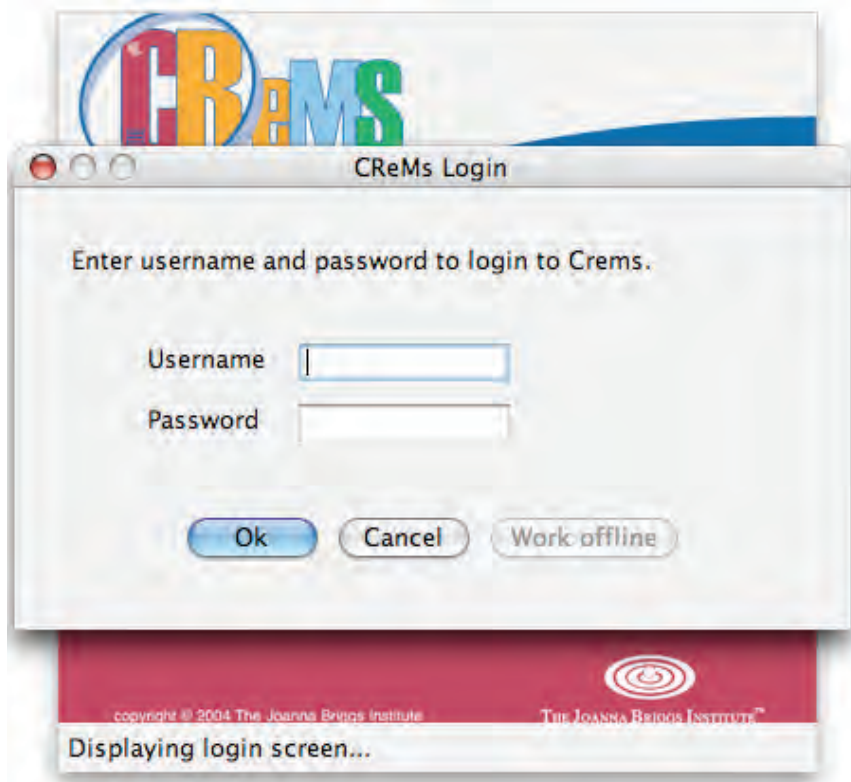 CReMS
CReMs Login
Enter username and password to login to Crems.
Username
Password
Ok Cancel Work offline
copyright © 2004 The Joanna Briggs Institute
THE JOANNA BRIGGS INSTITUTE™
Displaying login screen...